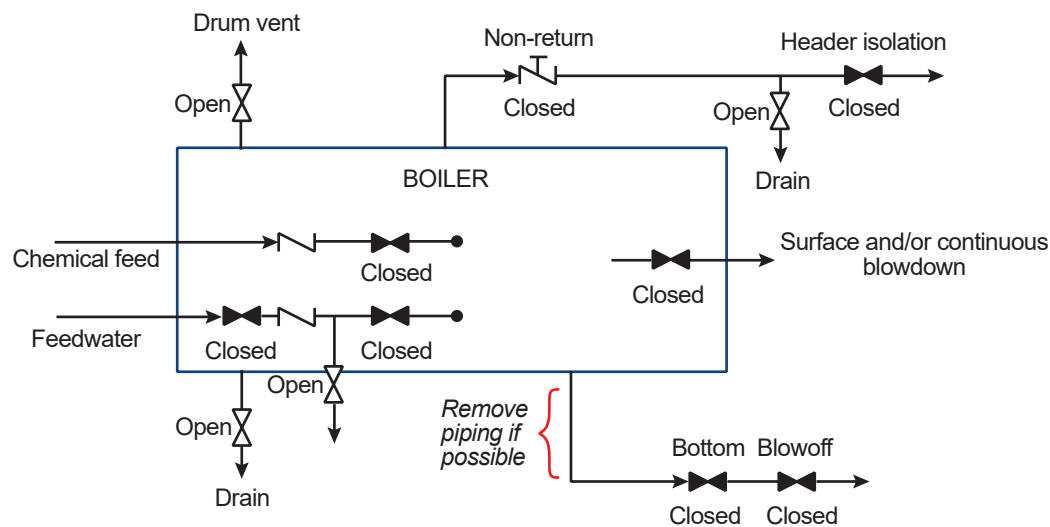 Drum vent
Non-return
Header isolation
Open
Closed
Open
Closed
Drain
BOILER
Chemical feed
Closed
Surface and/or continuous
blowdown
Closed
Feedwater
Closed
Closed
Open
Open
Drain
Remove
piping if
possible
Bottom
Blowoff
Closed
Closed